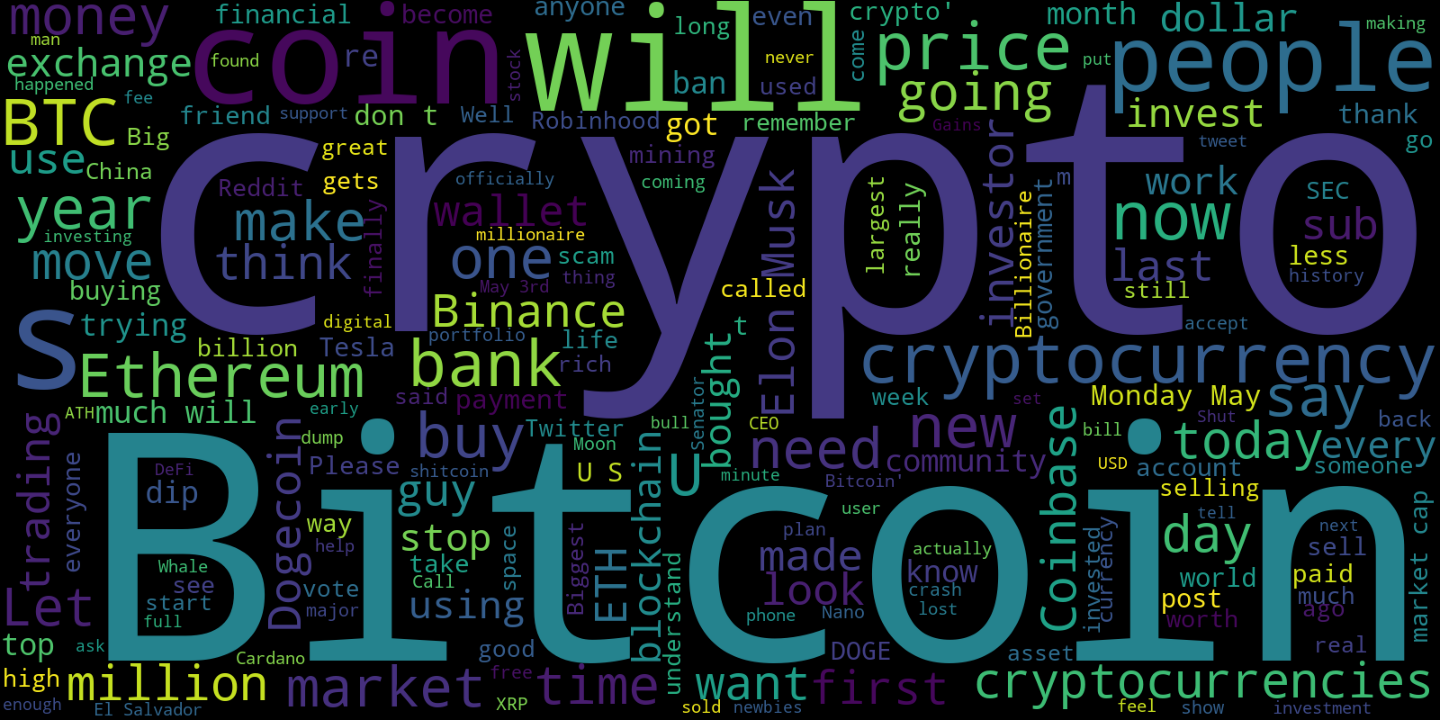 money
man
financial
become
anyone
long
even
crypto'
month
dollar
making
coin
will
price
people
exchange
found
re
stock
never
come
put
happened
fee
ban
used
going
BTC
Big
friend
support
don t
Well
Robinhood
got
remember
Gains
invest
thank
use
China
great
mining
tweet
go
crypto
Reddit
gets
officially
coming
Musk
largest
really
investor
m
work
SEC
year
make
finally
wallet
government
now
sub
investing
millionaire
Billionaire
move
think
one
scam
last
less
history
buying
May 3rd
thing
called
still
s
trying
digital
Binance
t
accept
billion
Tesla
portfolio
life
Elon
cryptocurrency
Ethereum
bank
rich
said
payment
senator
bought
week
Monday May
set
say
ATH
much will
early
bull
CEO
Shut
back
trading
Dogecoin
dump
buy
Twitter
Moon
need
new
Coinbase
bill
today
every
everyone
DeFi
Please
shitcoin
U S
blockchain
U
minute
community
Bitcoin'
USD
account
someone
dip
guy
user
selling
Bitcoin
way
stop
space
plan
made
actually
tell
day
next
Whale
help
take
Biggest
ETH
understand
look
know
invested
currency
sell
market cap
see
Call
crash
world
paid
Let
start
vote
using
phone
Nano
lost
post
much
full
major
worth
ago
top
ask
Cardano
good
DOGE
asset
real
high
million
market
free
time
want
first
cryptocurrencies
enough
El Salvador
XRP
sold
newbies
feel
show
investment